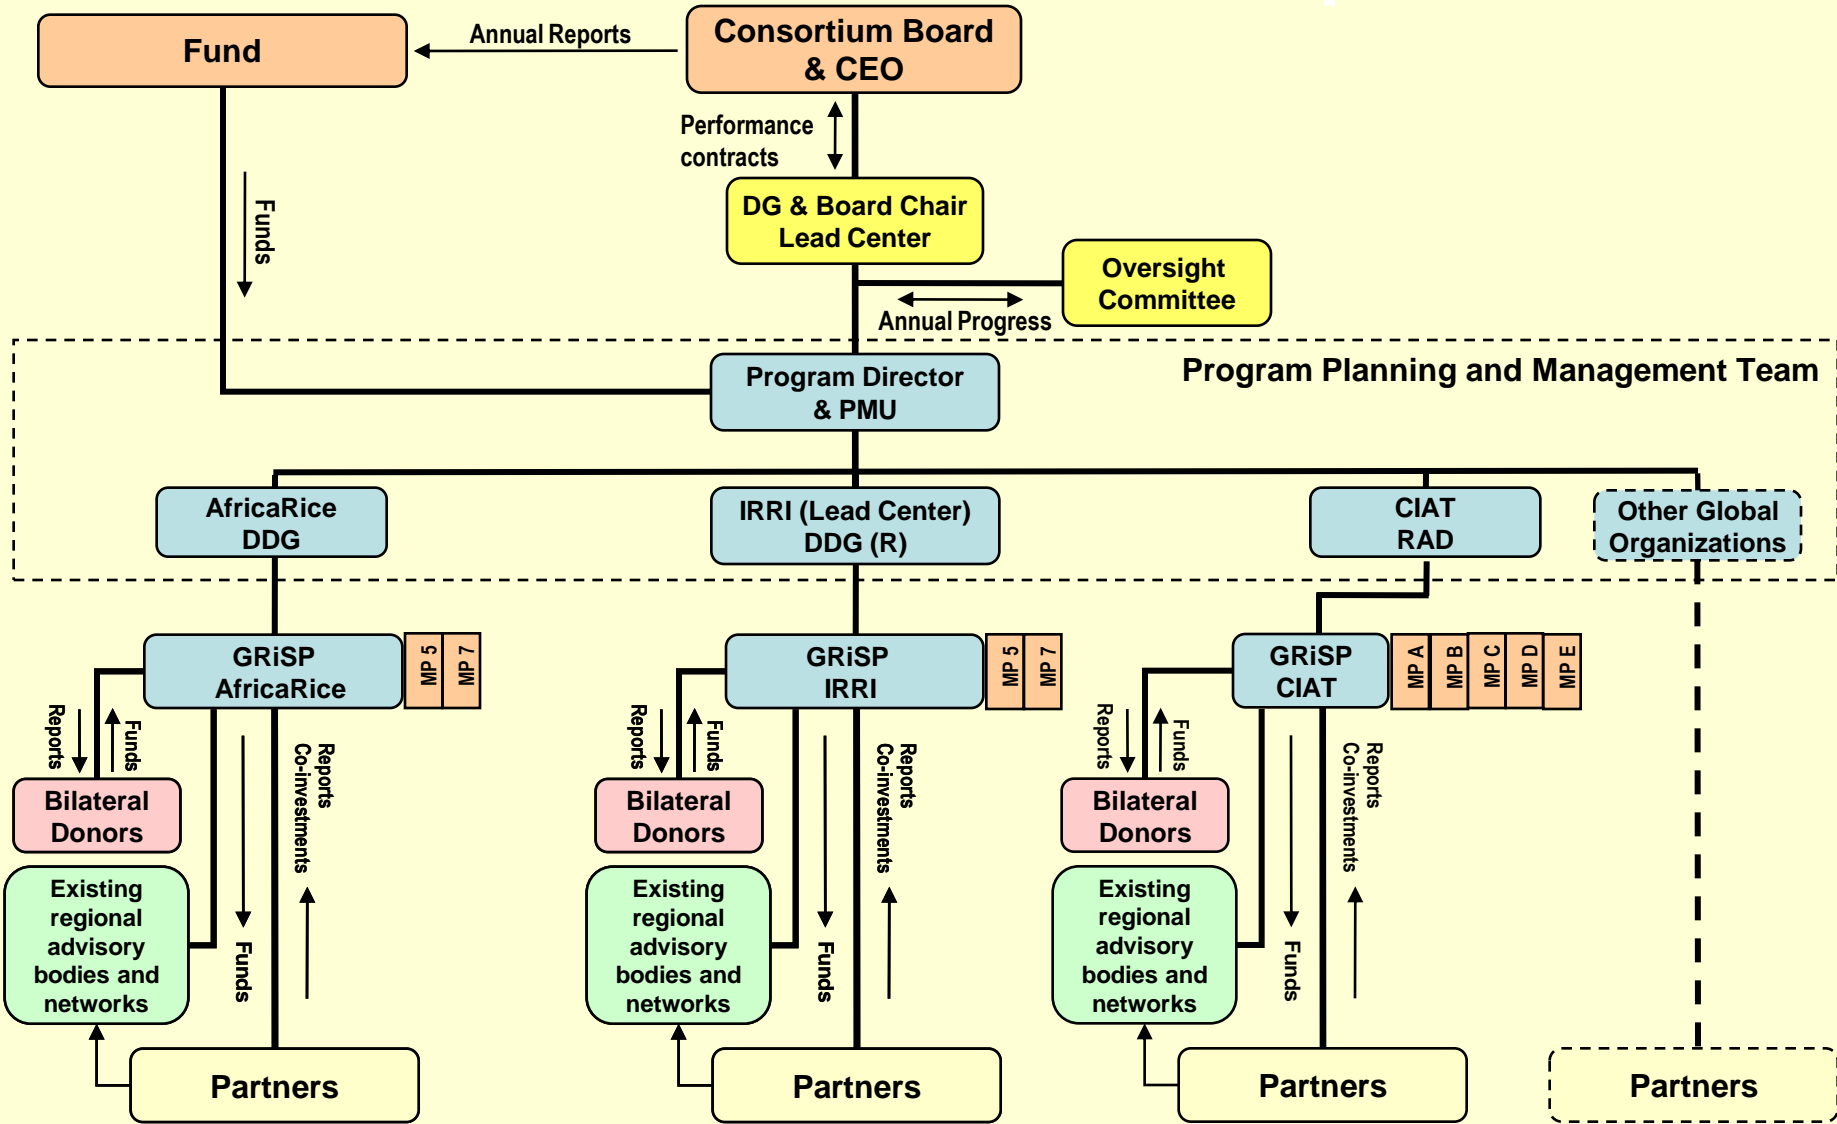 Fund
Annual Reports
Consortium Board
& CEO
Performance
contracts
Funds
DG & Board Chair
Lead Center
Oversight
Committee
Annual Progress
Program Planning and Management Team
Program Director
& PMU
AfricaRice
DDG
IRRI (Lead Center)
DDG (R)
CIAT
RAD
Other Global
Organizations
GRiSP
AfricaRice
MP 5
MP 7
GRiSP
IRRI
MP 5
MP 7
GRiSP
CIAT
MP A
MP B
MP C
MP D
MP E
Reports
Funds
Bilateral
Donors
Existing
regional
advisory
bodies and
networks
Funds
Reports
Co-investments
Partners
Reports
Funds
Bilateral
Donors
Existing
regional
advisory
bodies and
networks
Funds
Reports
Co-investments
Partners
Reports
Funds
Bilateral
Donors
Existing
regional
advisory
bodies and
networks
Funds
Reports
Co-investments
Partners
Partners